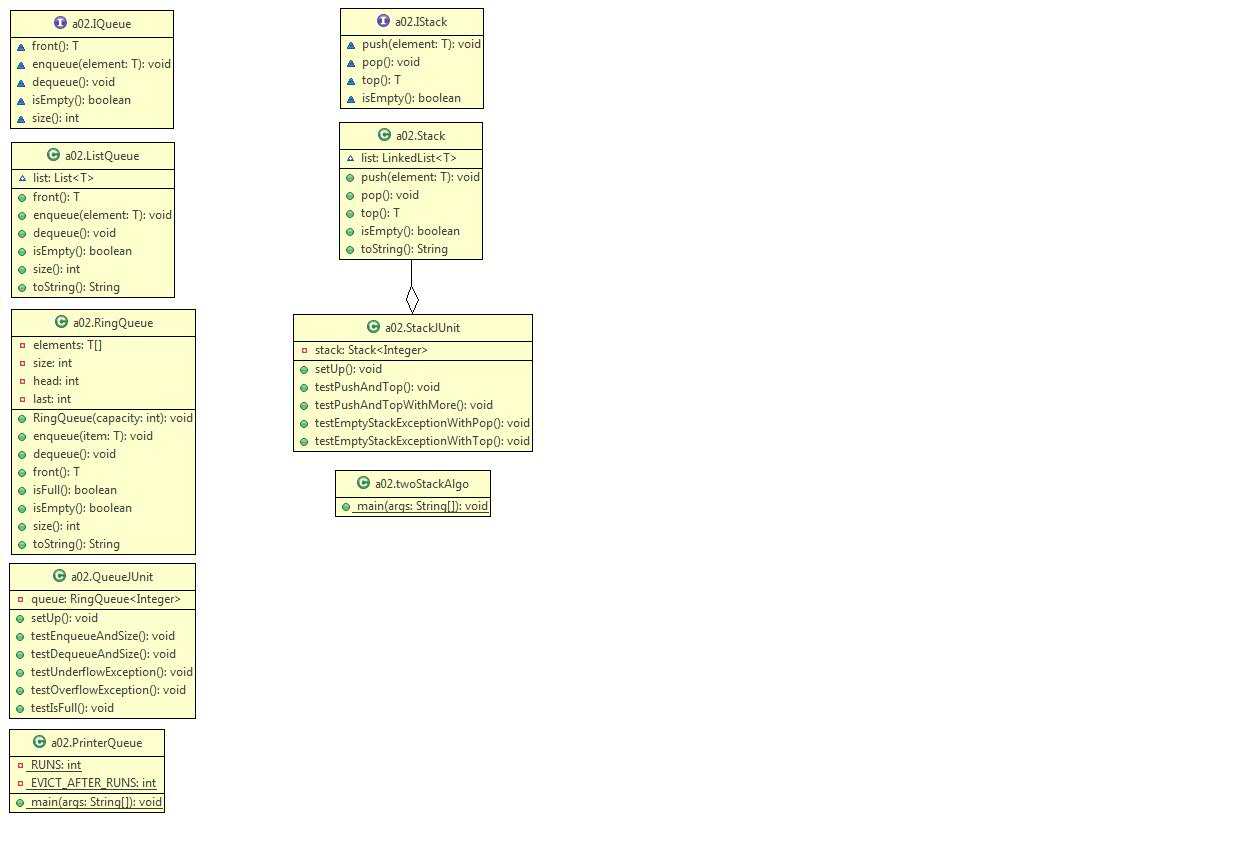 a02.IQueue
front(): T
enqueue(element: T): void
dequeue(): void
isEmpty(): boolean
size(): int
a02.ListQueue
list: List<T>
front(): T
enqueue(element: T): void
dequeue(): void
isEmpty(): boolean
size(): int
toString(): String
a02.RingQueue
elements: T[]
size: int
head: int
last: int
RingQueue(capacity: int): void
enqueue(item: T): void
dequeue(): void
front(): T
isFull(): boolean
isEmpty(): boolean
size(): int
toString(): String
a02.QueueJUnit
queue: RingQueue<Integer>
setUp(): void
testEnqueueAndSize(): void
testDequeueAndSize(): void
testUnderflowException(): void
testOverflowException(): void
testIsFull(): void
a02.PrinterQueue
RUNS: int
EVICT_AFTER_RUNS: int
main(args: String[]): void
a02.IStack
push(element: T): void
pop(): void
top(): T
isEmpty(): boolean
a02.Stack
list: LinkedList<T>
push(element: T): void
pop(): void
top(): T
isEmpty(): boolean
toString(): String
a02.StackJUnit
stack: Stack<Integer>
setUp(): void
testPushAndTop(): void
testPushAndTopWithMore(): void
testEmptyStackExceptionWithPop(): void
testEmptyStackExceptionWithTop(): void
a02.twoStackAlgo
main(args: String[]): void